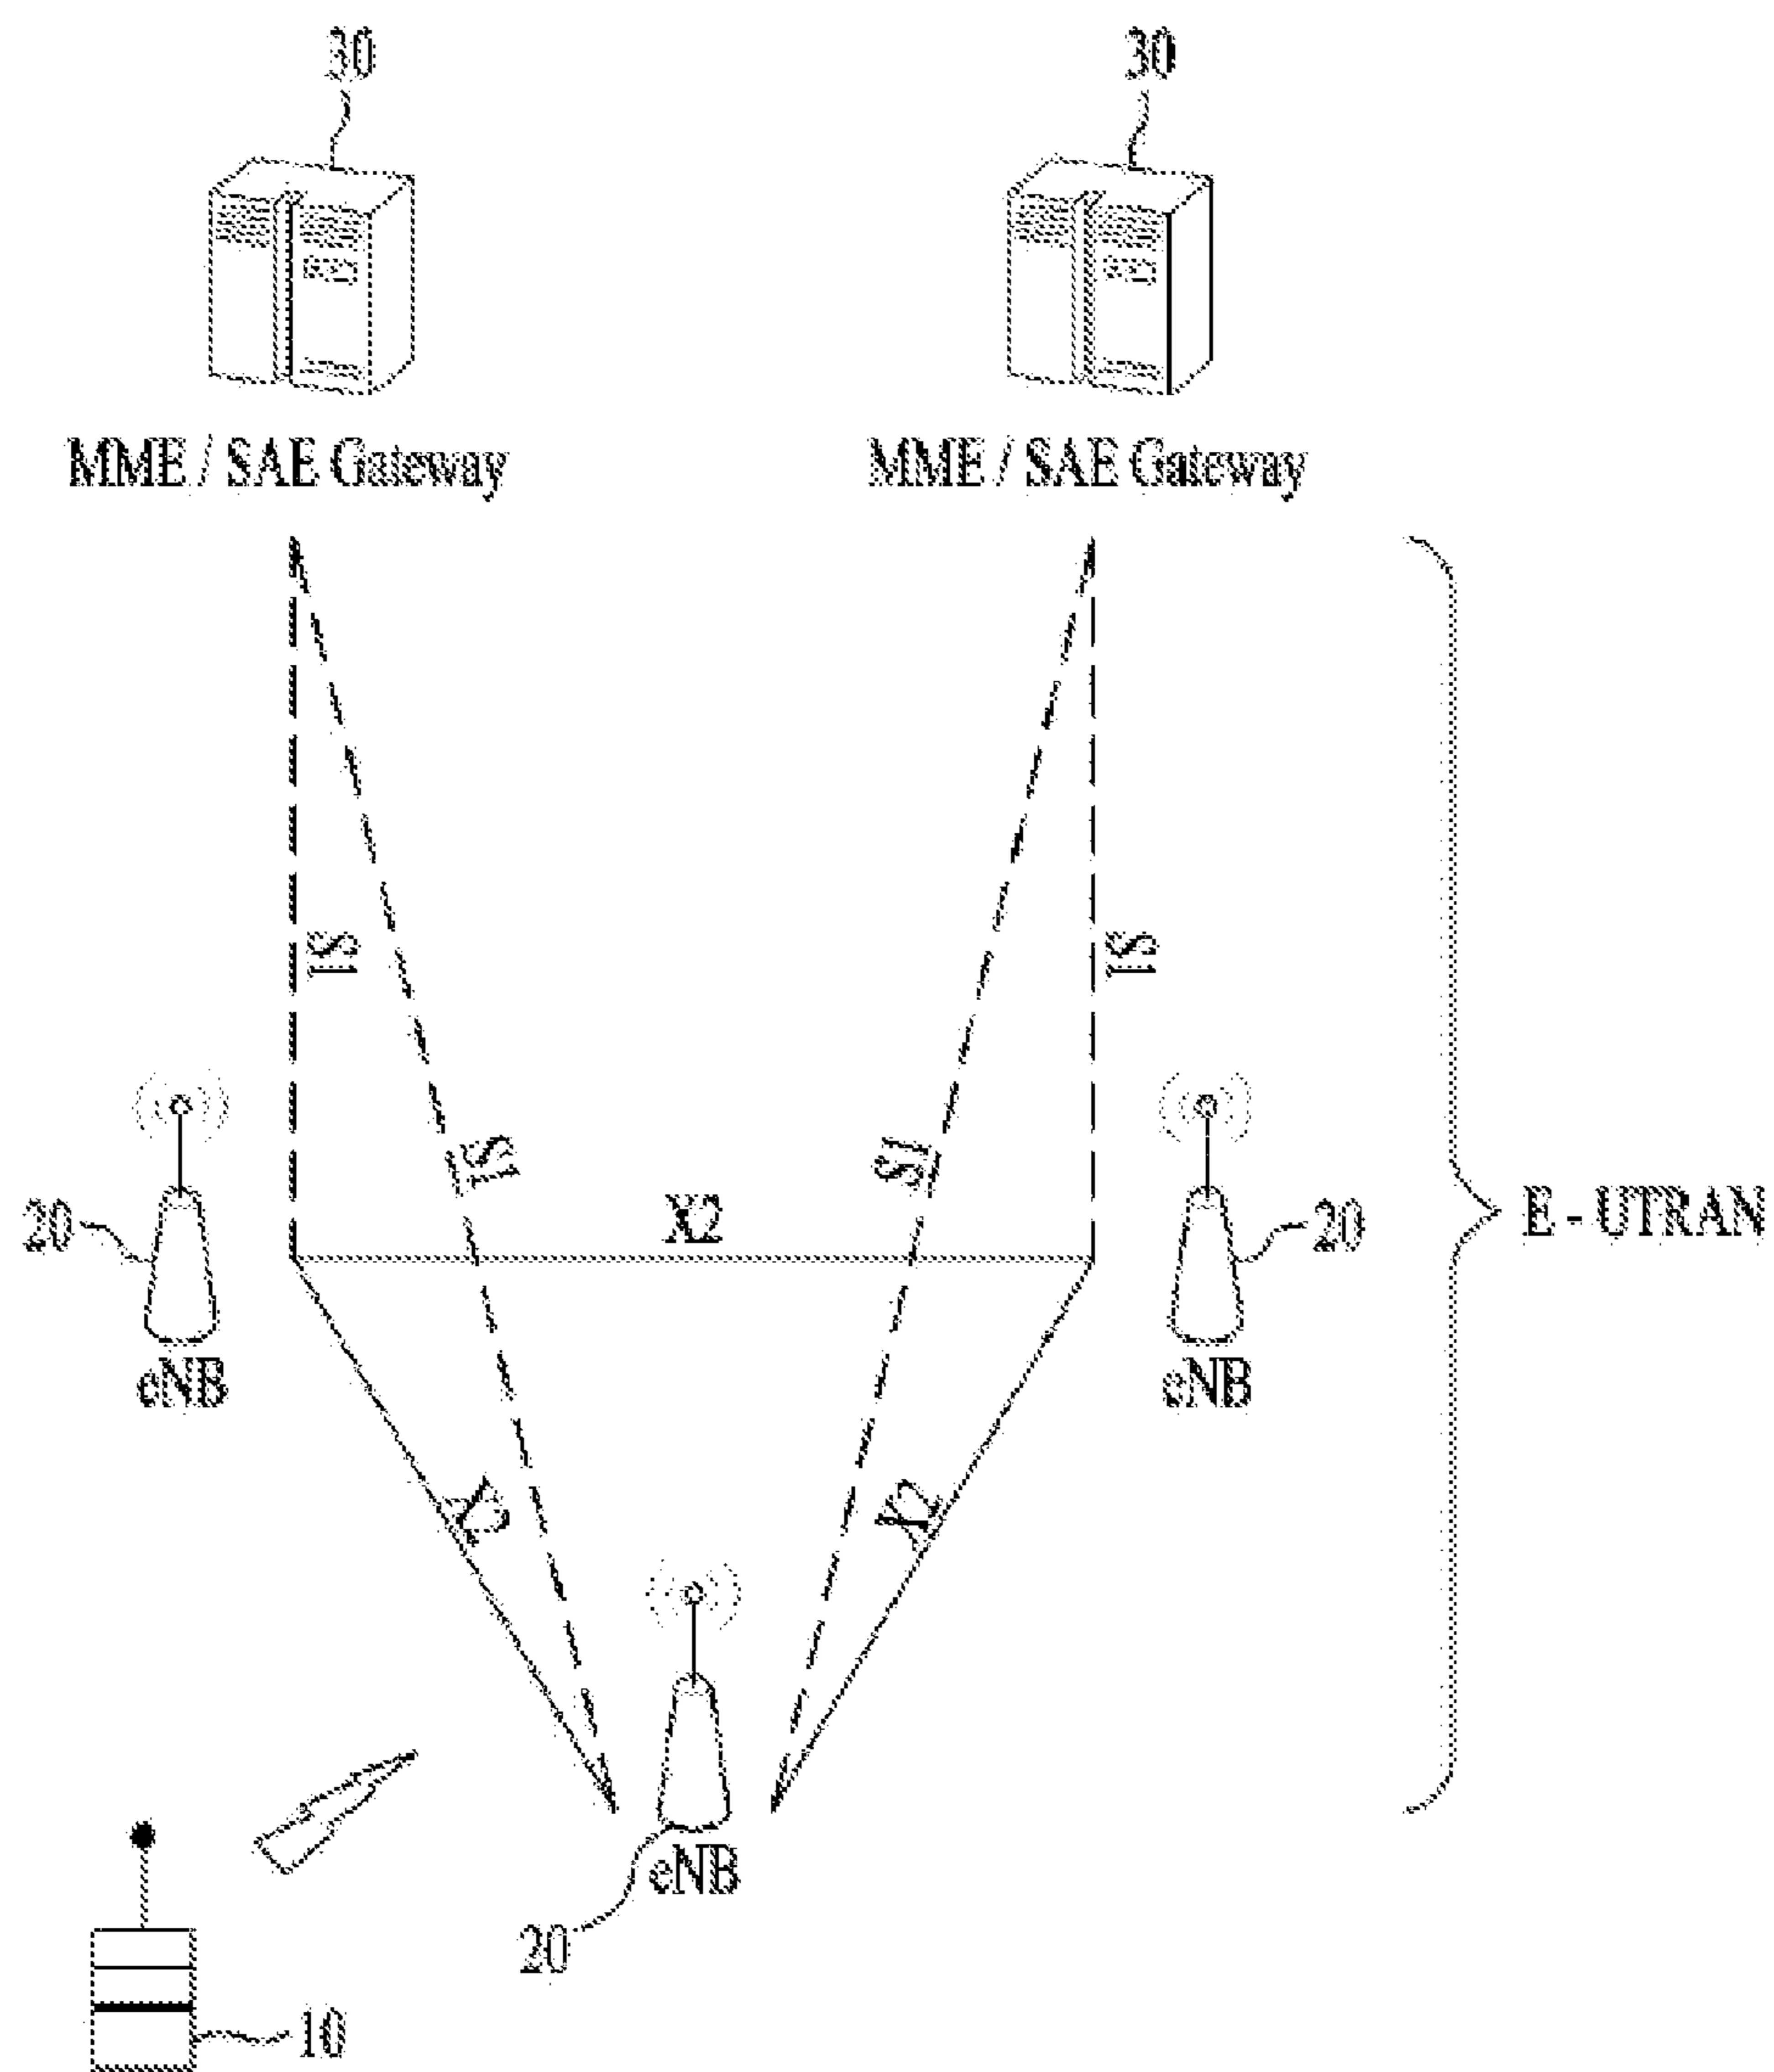 30
30
MME / SAE Gateway
MME / SAE Gateway
S1
S1
S1
S1
X2
20
20
E - UTRAN
eNB
eNB
X2
X2
eNB
20
10